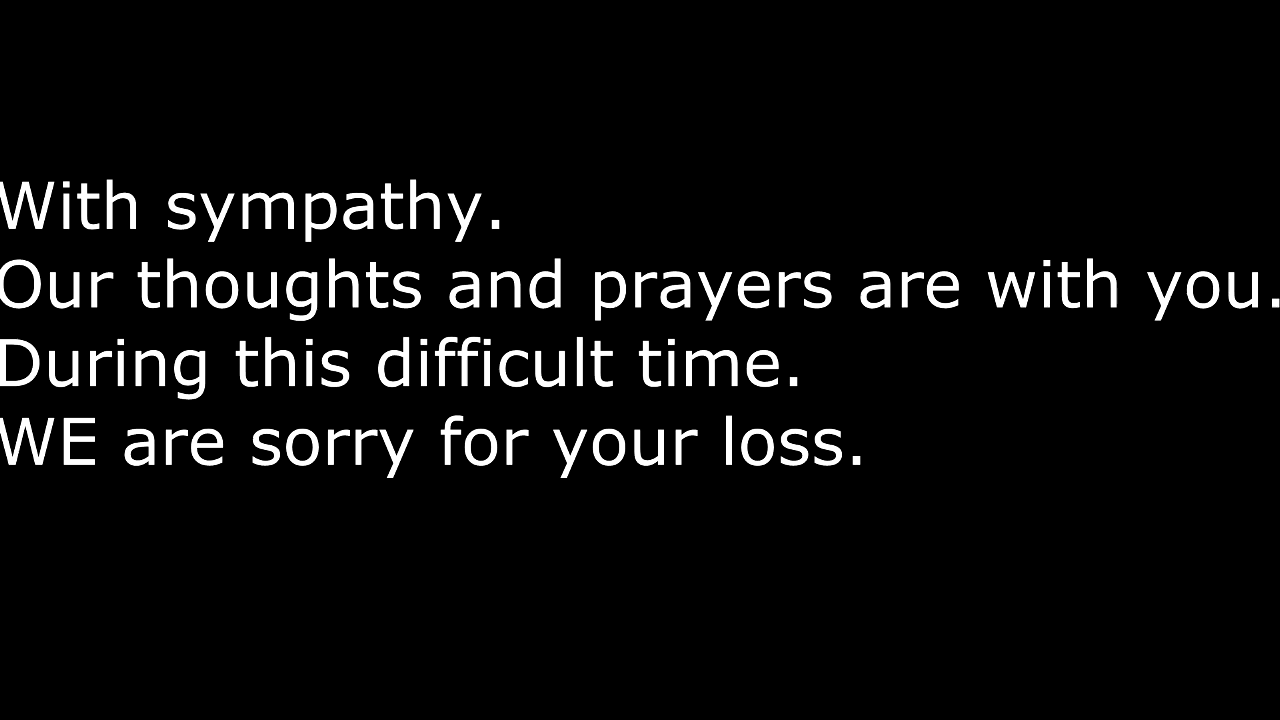 With sympathy.
Our thoughts and prayers are with you.
During this difficult time.
WE are sorry for your loss.